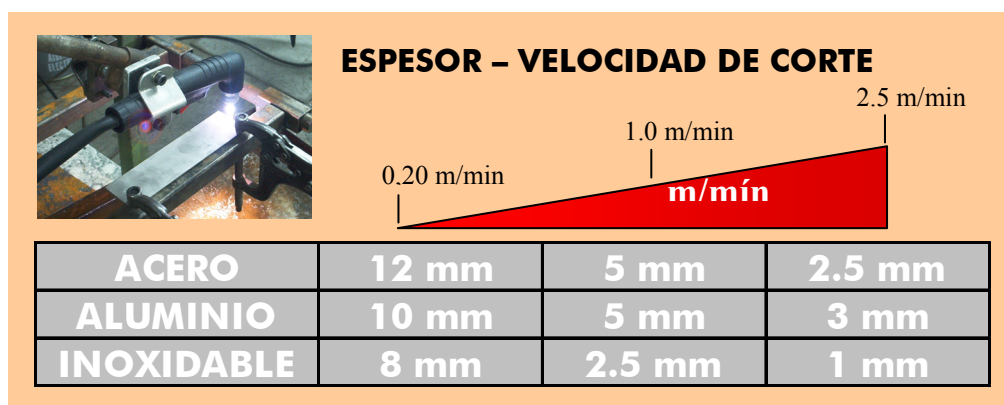 ESPESOR – VELOCIDAD DE CORTE
2.5 m/min
1.0 m/min
0.20 m/min
m/mín
ACERO 12 mm 5 mm 2.5 mm
ALUMINIO 10 mm 5 mm 3 mm
INOXIDABLE 8 mm 2.5 mm 1 mm